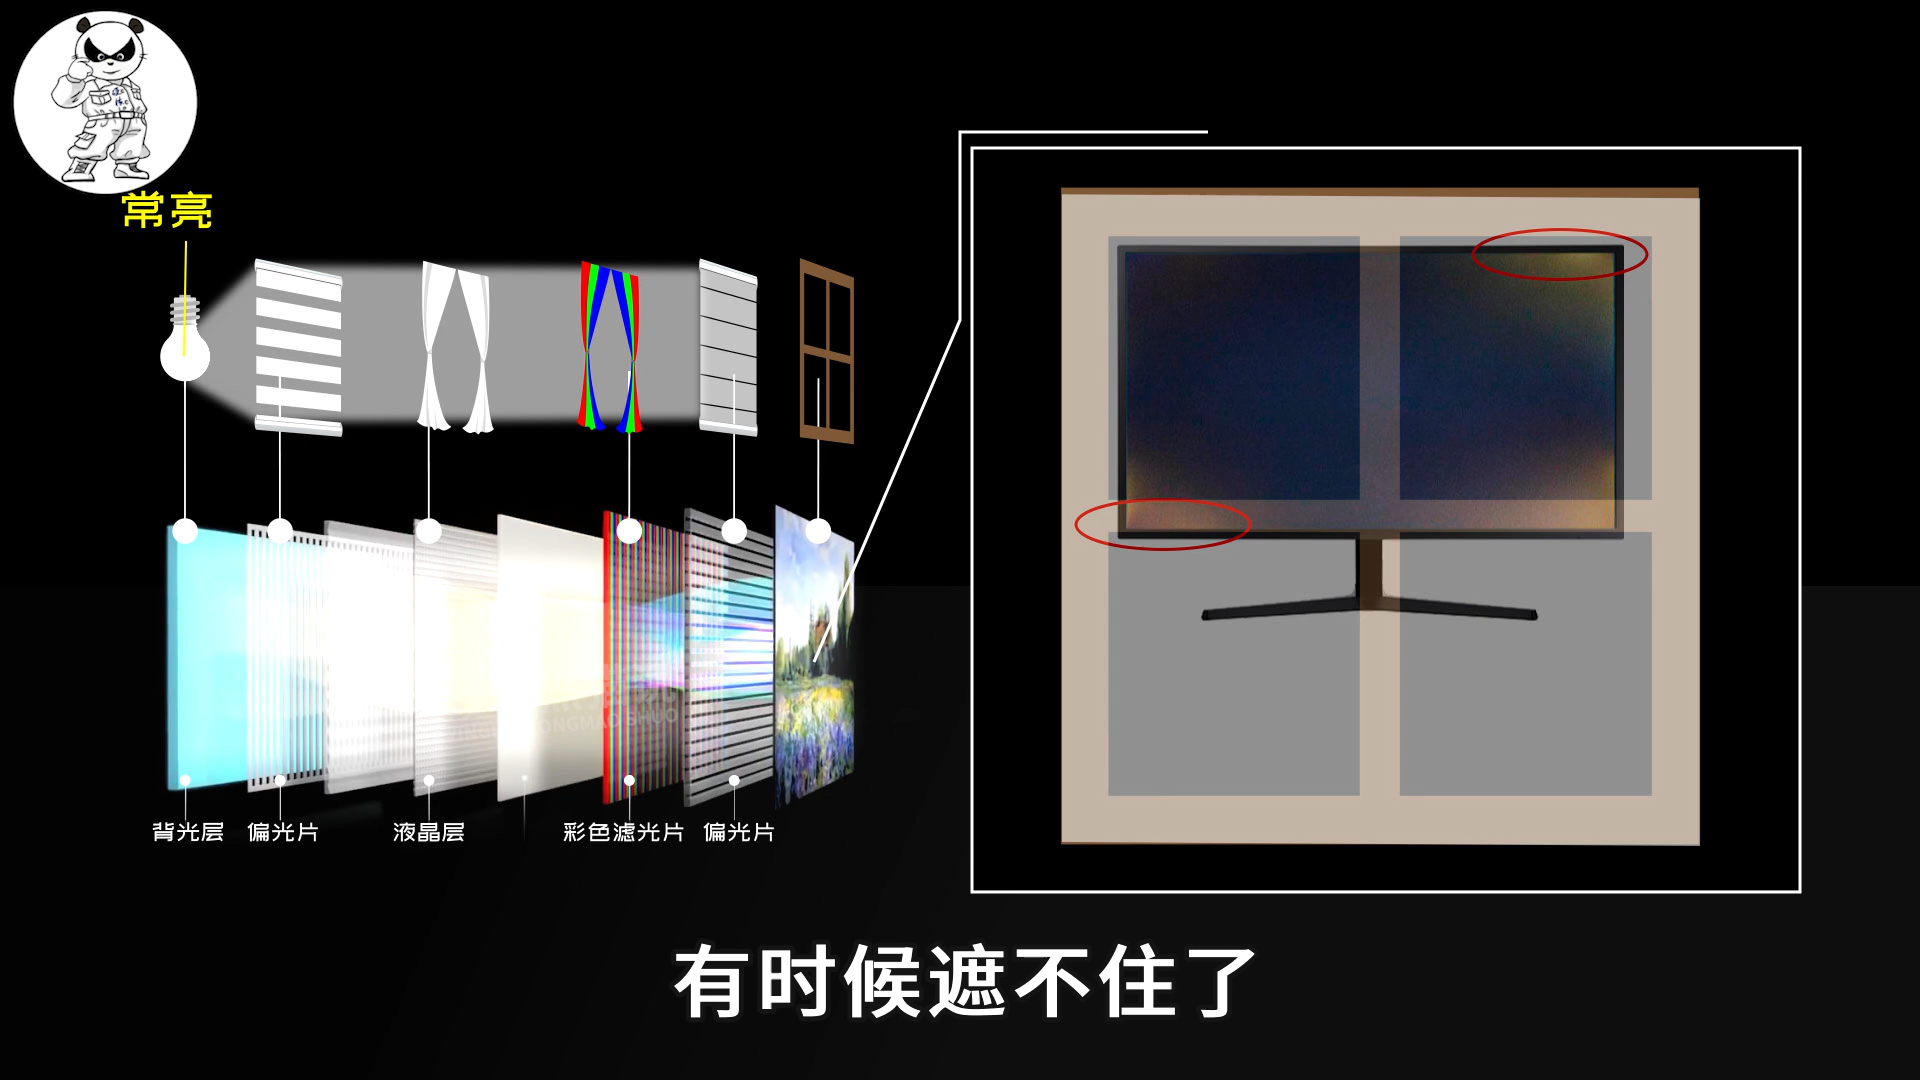 常亮
背光层 偏光片 液晶层 彩色滤光片 偏光片
有时候遮不住了